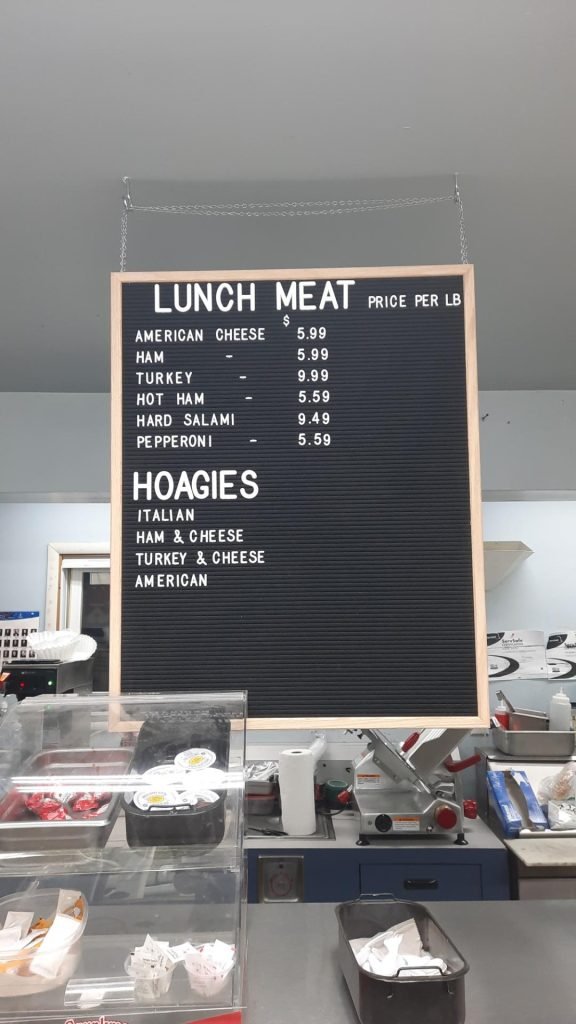 LUNCH MEAT PRICE PER LB
$
AMERICAN CHEESE 5.99
HAM - 5.99
TURKEY - 9.99
HOT HAM - 5.59
HARD SALAMI 9.49
PEPPERONI - 5.59
HOAGIES
ITALIAN
HAM & CHEESE
TURKEY & CHEESE
AMERICAN
ServSafe